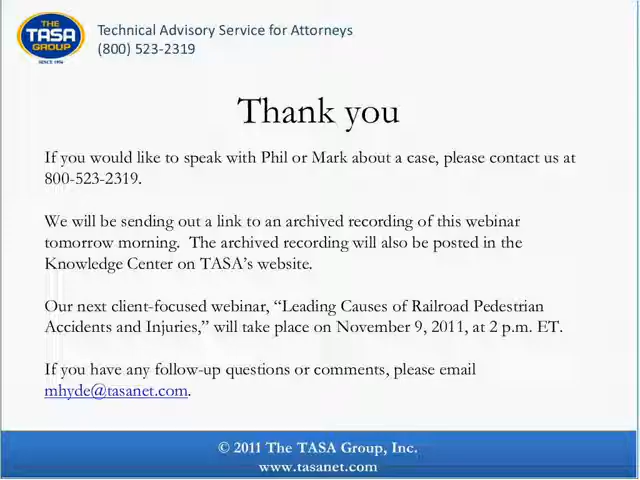 THE
TASA
GROUP
SINCE 1956
Technical Advisory Service for Attorneys
(800) 523-2319
Thank you
If you would like to speak with Phil or Mark about a case, please contact us at
800-523-2319.
We will be sending out a link to an archived recording of this webinar
tomorrow morning.  The archived recording will also be posted in the
Knowledge Center on TASA’s website.
Our next client-focused webinar, “Leading Causes of Railroad Pedestrian
Accidents and Injuries,” will take place on November 9, 2011, at 2 p.m. ET.
If you have any follow-up questions or comments, please email
mhyde@tasanet.com.
© 2011 The TASA Group, Inc.
www.tasanet.com